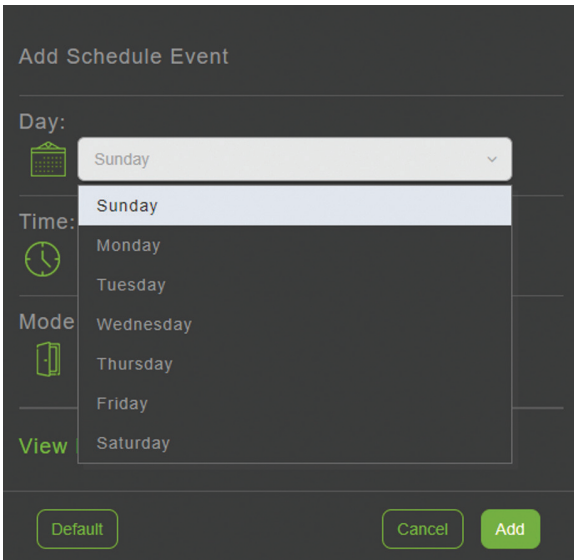 Add Schedule Event
Day:
Sunday
Sunday
Time:
Monday
Tuesday
Mode
Wednesday
Thursday
Friday
View
Saturday
Default
Cancel
Add